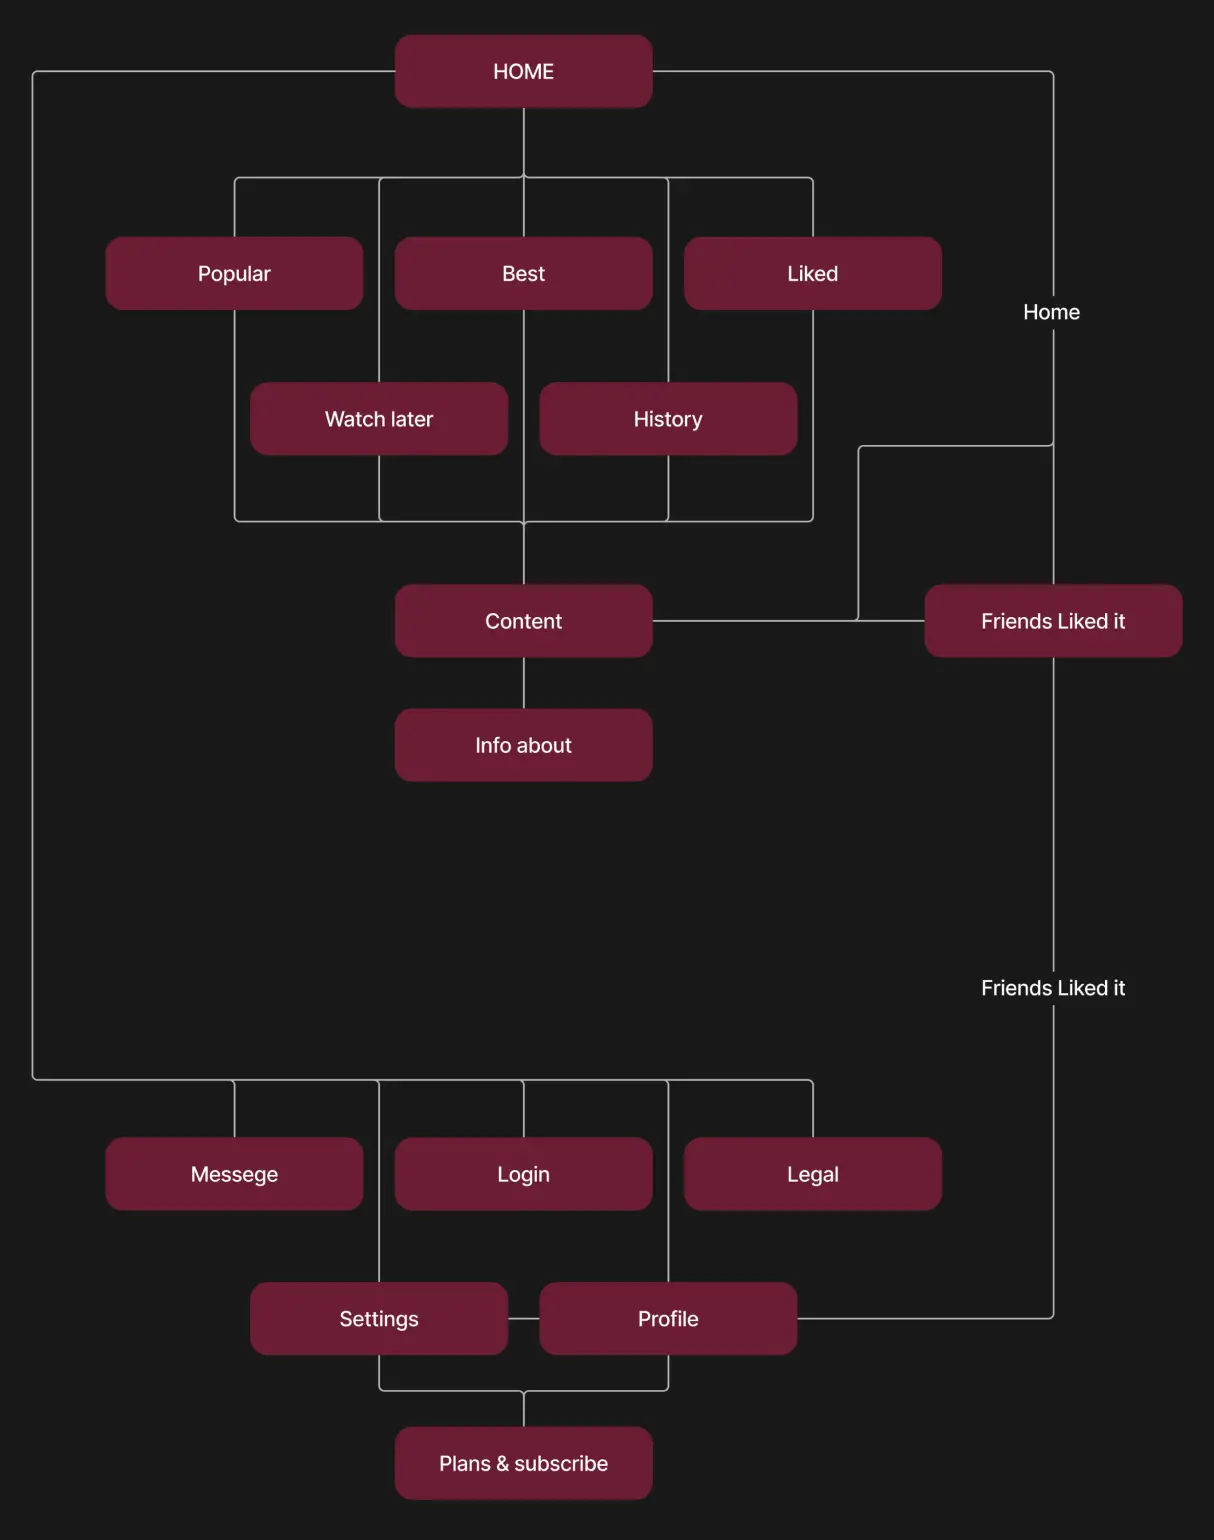 HOME
Popular
Best
Liked
Home
Watch later
History
Content
Friends Liked it
Info about
Friends Liked it
Messege
Login
Legal
Settings
Profile
Plans & subscribe